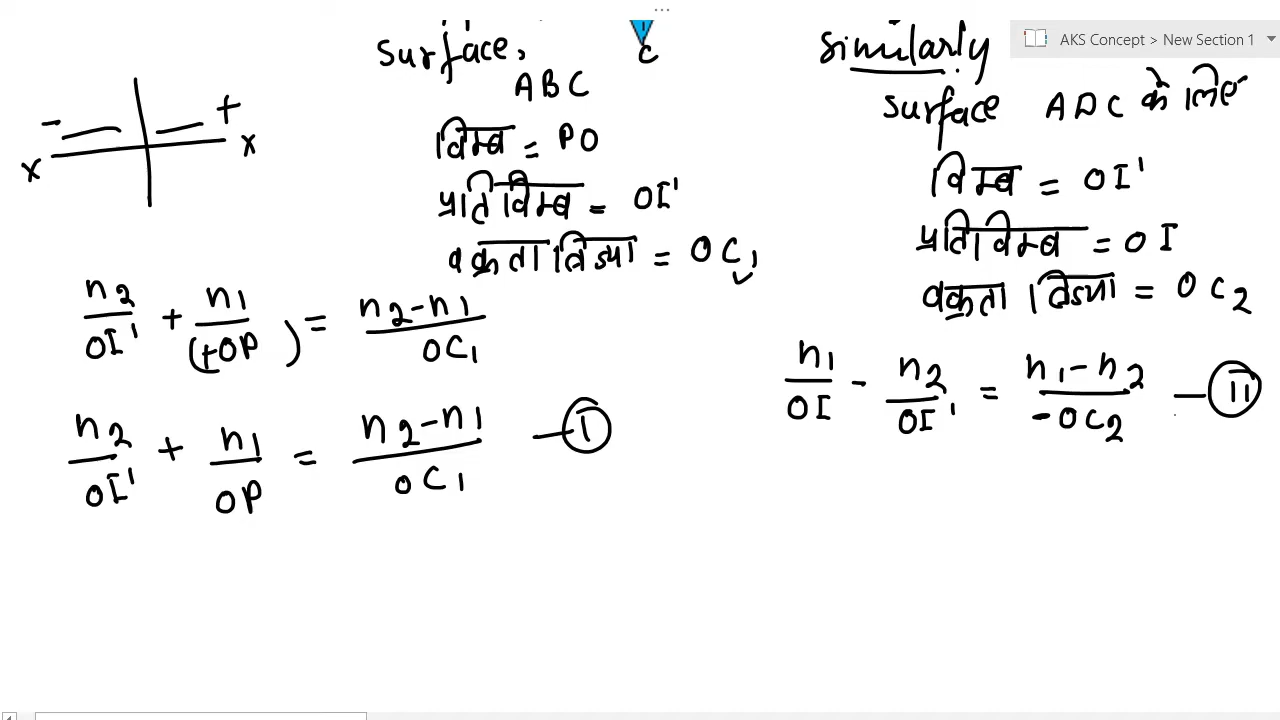 surface,
ABC
c
बिम्ब = PO
प्रतिबिम्ब = OI'
वक्रता त्रिज्या = OC₁
- +
x x
n₂/OI' + n₁/(+OP) = (n₂-n₁)/OC₁
n₂/OI' + n₁/OP = (n₂-n₁)/OC₁ — I
AKS Concept > New Section 1
similarly
surface ADC के लिए
बिम्ब = OI'
प्रतिबिम्ब = OI
वक्रता त्रिज्या = OC₂
n₁/OI - n₂/OI' = (n₁-n₂)/-OC₂ — II